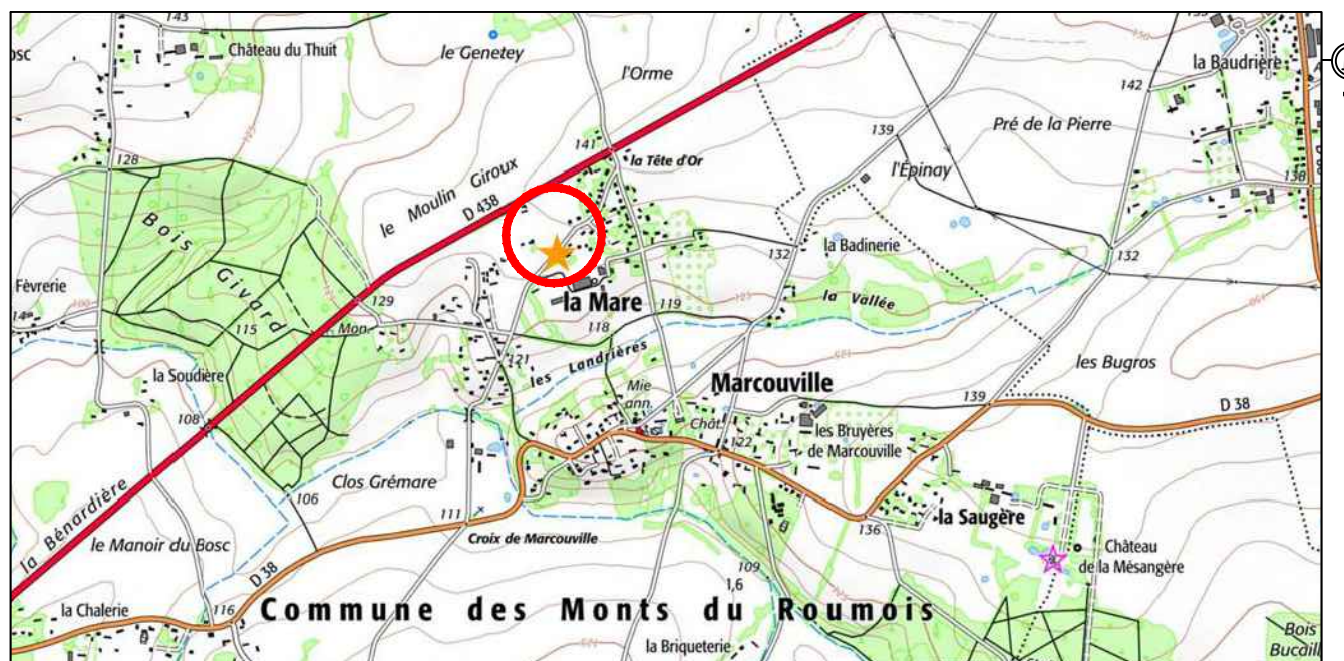 143
Château du Thuit
le Genetey
l'Orme
la Baudrière
142
Pré de la Pierre
139
l'Épinay
141
la Tête d'Or
128
le Moulin Giroux
D 438
Bois
Givard
138
132
la Badinerie
132
la Vallée
Fèvrerie
129
Mon.
la Mare
119
125
115
118
121
les Landrières
la Soudière
les Bugros
Marcouville
Mie
ann.
Chât.
139
D 38
108
122
les Bruyères
de Marcouville
Clos Grémare
106
111
Croix de Marcouville
la Bénardière
le Manoir du Bosc
136
la Saugère
Château
de la Mésangère
D 38
109
1,6
la Chalerie
116
Commune des Monts du Roumois
125
la Briqueterie
Bois
Bucaill